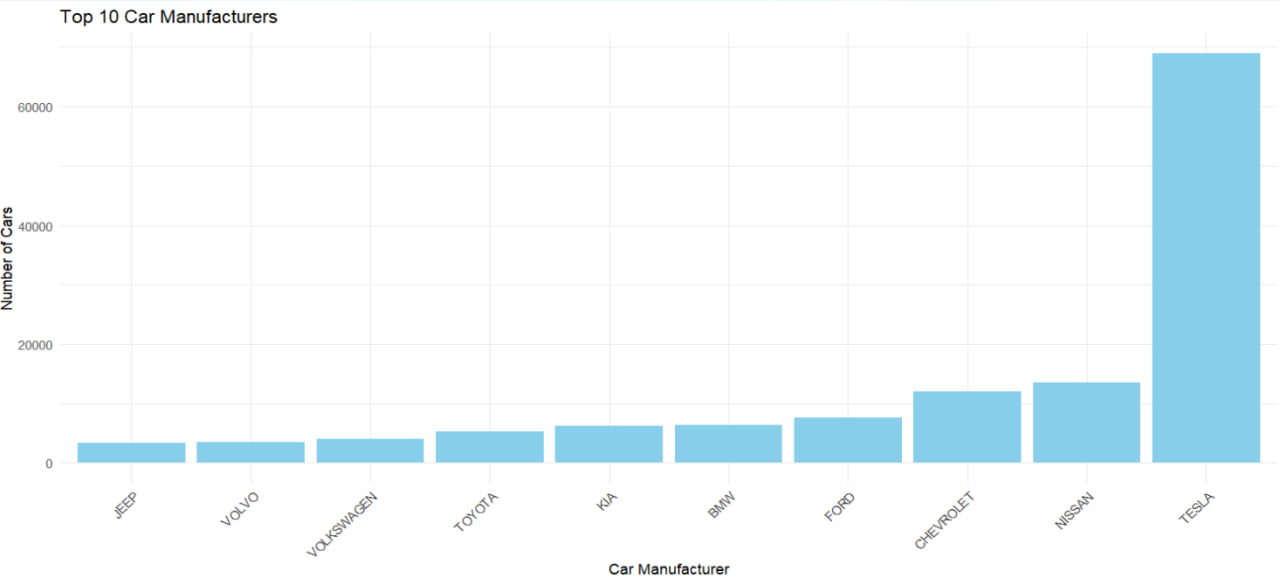 Top 10 Car Manufacturers
Number of Cars
60000
40000
20000
0
JEEP
VOLVO
VOLKSWAGEN
TOYOTA
KIA
BMW
FORD
CHEVROLET
NISSAN
TESLA
Car Manufacturer